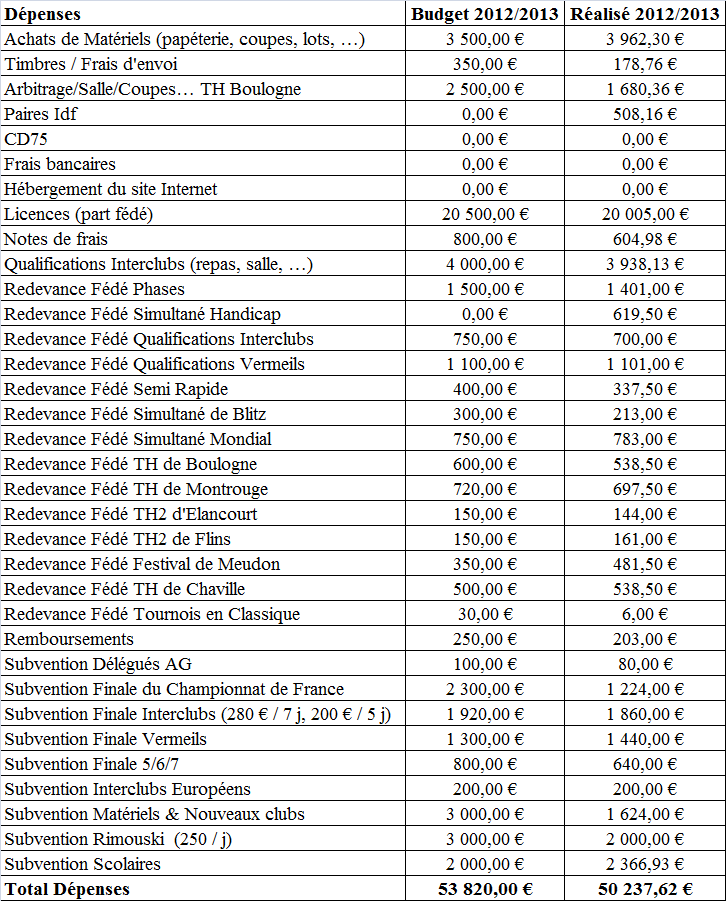 Dépenses Budget 2012/2013 Réalisé 2012/2013
Achats de Matériels (papéterie, coupes, lots, …) 3 500,00 € 3 962,30 €
Timbres / Frais d'envoi 350,00 € 178,76 €
Arbitrage/Salle/Coupes… TH Boulogne 2 500,00 € 1 680,36 €
Paires Idf 0,00 € 508,16 €
CD75 0,00 € 0,00 €
Frais bancaires 0,00 € 0,00 €
Hébergement du site Internet 0,00 € 0,00 €
Licences (part fédé) 20 500,00 € 20 005,00 €
Notes de frais 800,00 € 604,98 €
Qualifications Interclubs (repas, salle, …) 4 000,00 € 3 938,13 €
Redevance Fédé Phases 1 500,00 € 1 401,00 €
Redevance Fédé Simultané Handicap 0,00 € 619,50 €
Redevance Fédé Qualifications Interclubs 750,00 € 700,00 €
Redevance Fédé Qualifications Vermeils 1 100,00 € 1 101,00 €
Redevance Fédé Semi Rapide 400,00 € 337,50 €
Redevance Fédé Simultané de Blitz 300,00 € 213,00 €
Redevance Fédé Simultané Mondial 750,00 € 783,00 €
Redevance Fédé TH de Boulogne 600,00 € 538,50 €
Redevance Fédé TH de Montrouge 720,00 € 697,50 €
Redevance Fédé TH2 d'Elancourt 150,00 € 144,00 €
Redevance Fédé TH2 de Flins 150,00 € 161,00 €
Redevance Fédé Festival de Meudon 350,00 € 481,50 €
Redevance Fédé TH de Chaville 500,00 € 538,50 €
Redevance Fédé Tournois en Classique 30,00 € 6,00 €
Remboursements 250,00 € 203,00 €
Subvention Délégués AG 100,00 € 80,00 €
Subvention Finale du Championnat de France 2 300,00 € 1 224,00 €
Subvention Finale Interclubs (280 € / 7 j, 200 € / 5 j) 1 920,00 € 1 860,00 €
Subvention Finale Vermeils 1 300,00 € 1 440,00 €
Subvention Finale 5/6/7 800,00 € 640,00 €
Subvention Interclubs Européens 200,00 € 200,00 €
Subvention Matériels & Nouveaux clubs 3 000,00 € 1 624,00 €
Subvention Rimouski (250 / j) 3 000,00 € 2 000,00 €
Subvention Scolaires 2 000,00 € 2 366,93 €
Total Dépenses 53 820,00 € 50 237,62 €